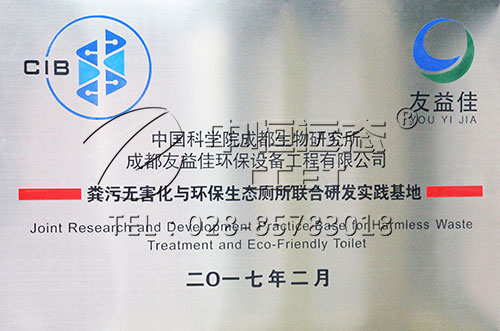 CIB
友益佳
YOU YI JIA
中国科学院成都生物研究所
成都友益佳环保设备工程有限公司
粪污无害化与环保生态厕所联合研发实践基地
Joint Research and Development Practice Base for Harmless Waste
Treatment and Eco-Friendly Toilet
二〇一七年二月
中恒标态®
TEL：028-85783018